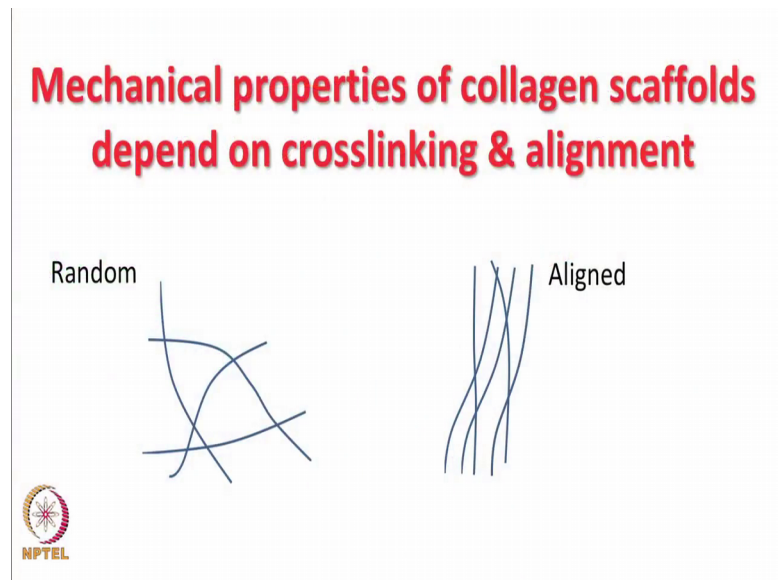 Mechanical properties of collagen scaffolds
depend on crosslinking & alignment
Random
Aligned
NPTEL